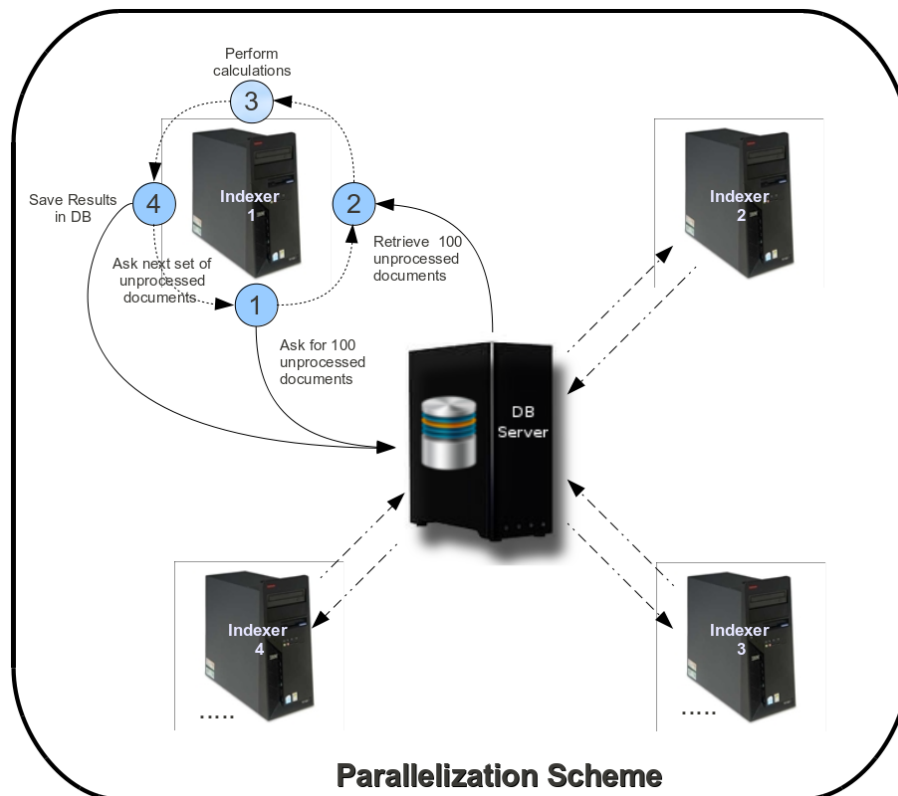 Perform
calculations
3
Save Results
in DB
4
Indexer
1
2
Indexer
2
Ask next set of
unprocessed
documents
Retrieve 100
unprocessed
documents
1
Ask for 100
unprocessed
documents
DB
Server
Indexer
4
.....
Indexer
3
.....
Parallelization Scheme